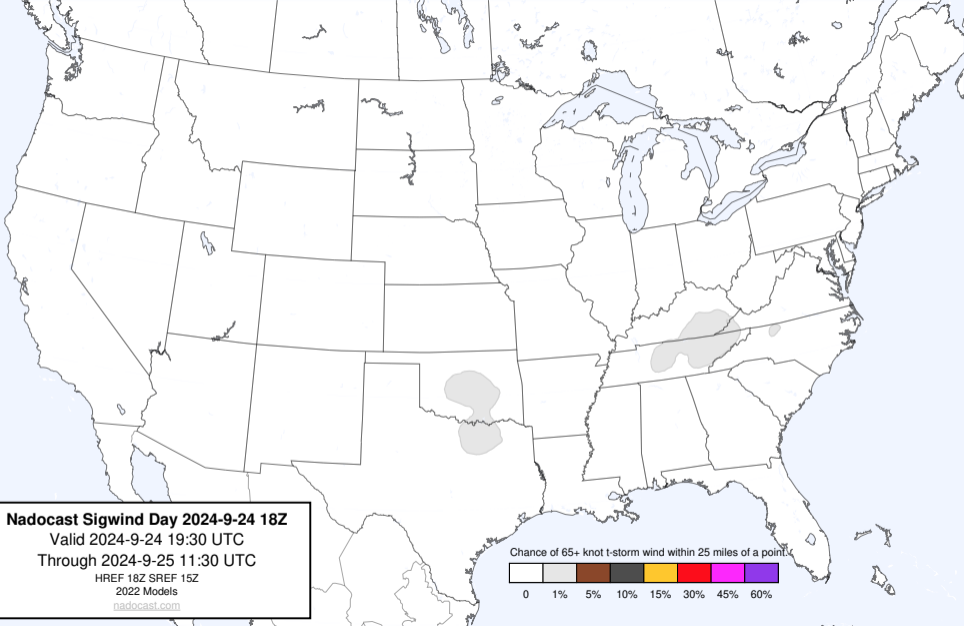 Nadocast Sigwind Day 2024-9-24 18Z
Valid 2024-9-24 19:30 UTC
Through 2024-9-25 11:30 UTC
HREF 18Z SREF 15Z
2022 Models
nadocast.com
Chance of 65+ knot t-storm wind within 25 miles of a point.
0 1% 5% 10% 15% 30% 45% 60%